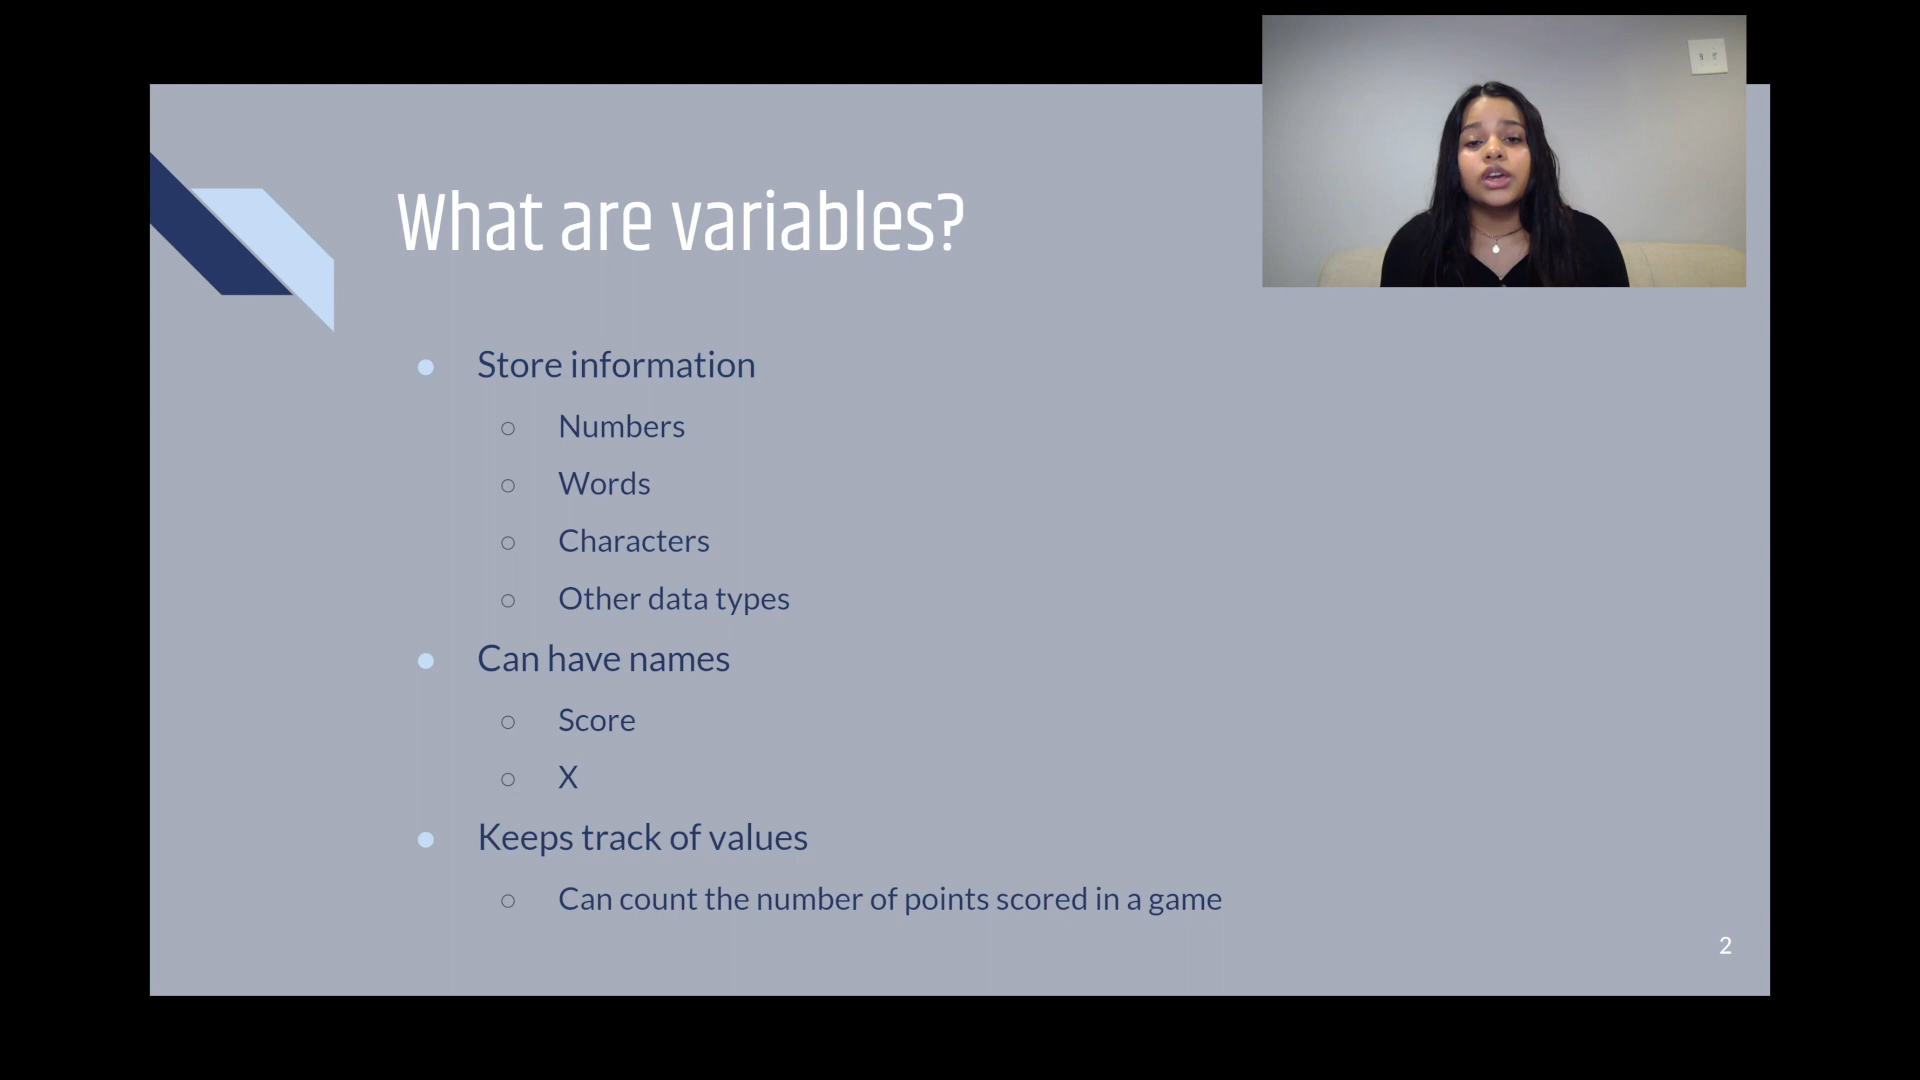 What are variables?
Store information
Numbers
Words
Characters
Other data types
Can have names
Score
X
Keeps track of values
Can count the number of points scored in a game
2